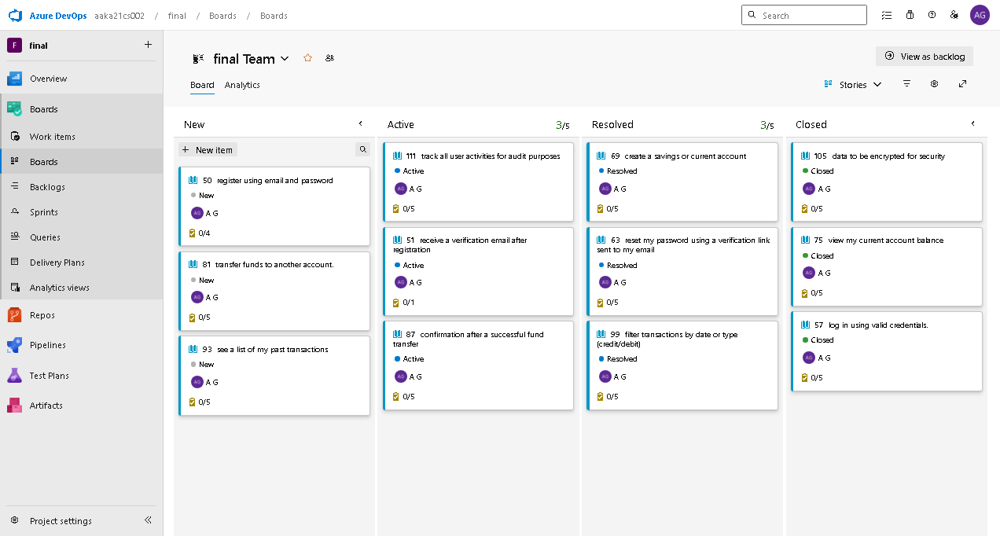 Azure DevOps aaka21cs002 / final / Boards / Boards
Search
AG
F final
final Team
View as backlog
Overview
Board Analytics
Stories
Boards
Work items
Boards
Backlogs
Sprints
Queries
Delivery Plans
Analytics views
Repos
Pipelines
Test Plans
Artifacts
Project settings
New
New item
50 register using email and password
New
AG A G
0/4
81 transfer funds to another account.
New
AG A G
0/5
93 see a list of my past transactions
New
AG A G
0/5
Active 3/5
111 track all user activities for audit purposes
Active
AG A G
0/5
51 receive a verification email after
registration
Active
AG A G
0/1
87 confirmation after a successful fund
transfer
Active
AG A G
0/5
Resolved 3/5
69 create a savings or current account
Resolved
AG A G
0/5
63 reset my password using a verification link
sent to my email
Resolved
AG A G
0/5
99 filter transactions by date or type
(credit/debit)
Resolved
AG A G
0/5
Closed
105 data to be encrypted for security
Closed
AG A G
0/5
75 view my current account balance
Closed
AG A G
0/5
57 log in using valid credentials.
Closed
AG A G
0/5